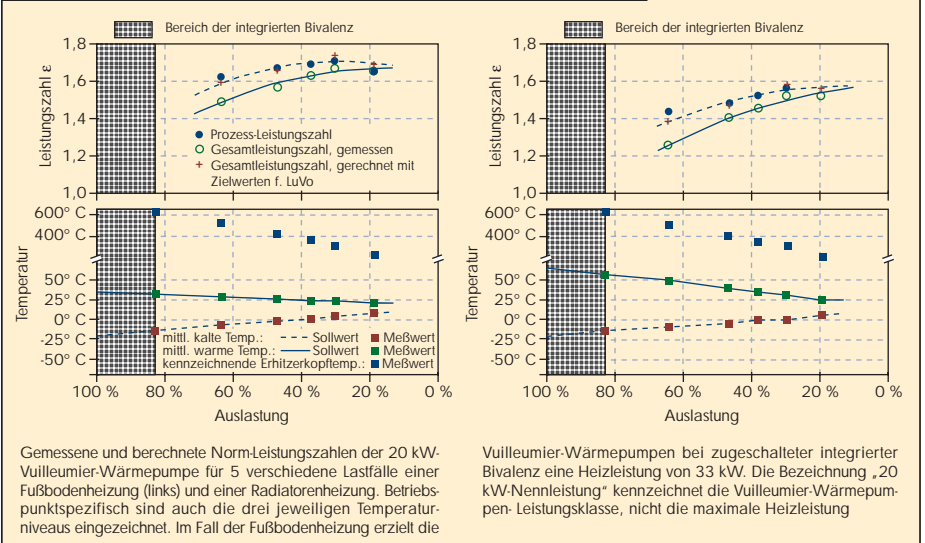 Bereich der integrierten Bivalenz
1,8
1,6
1,4
1,2
1,0
Leistungszahl ε
Prozess-Leistungszahl
Gesamtleistungszahl, gemessen
Gesamtleistungszahl, gerechnet mit
Zielwerten f. LuVo
600° C
400° C
50° C
25° C
0° C
-25° C
-50° C
Temperatur
mittl. kalte Temp.: Sollwert Meßwert
mittl. warme Temp.: Sollwert Meßwert
kennzeichnende Erhitzerkopftemp.: Meßwert
100 % 80 % 60 % 40 % 20 % 0 %
Auslastung
Bereich der integrierten Bivalenz
1,8
1,6
1,4
1,2
1,0
Leistungszahl ε
600° C
400° C
50° C
25° C
0° C
-25° C
-50° C
Temperatur
100 % 80 % 60 % 40 % 20 % 0 %
Auslastung
Gemessene und berechnete Norm-Leistungszahlen der 20 kW-
Vuilleumier-Wärmepumpe für 5 verschiedene Lastfälle einer
Fußbodenheizung (links) und einer Radiatorenheizung. Betriebs-
punktspezifisch sind auch die drei jeweiligen Temperatur-
niveaus eingezeichnet. Im Fall der Fußbodenheizung erzielt die
Vuilleumier-Wärmepumpen bei zugeschalteter integrierter
Bivalenz eine Heizleistung von 33 kW. Die Bezeichnung „20
kW-Nennleistung" kennzeichnet die Vuilleumier-Wärmepum-
pen- Leistungsklasse, nicht die maximale Heizleistung